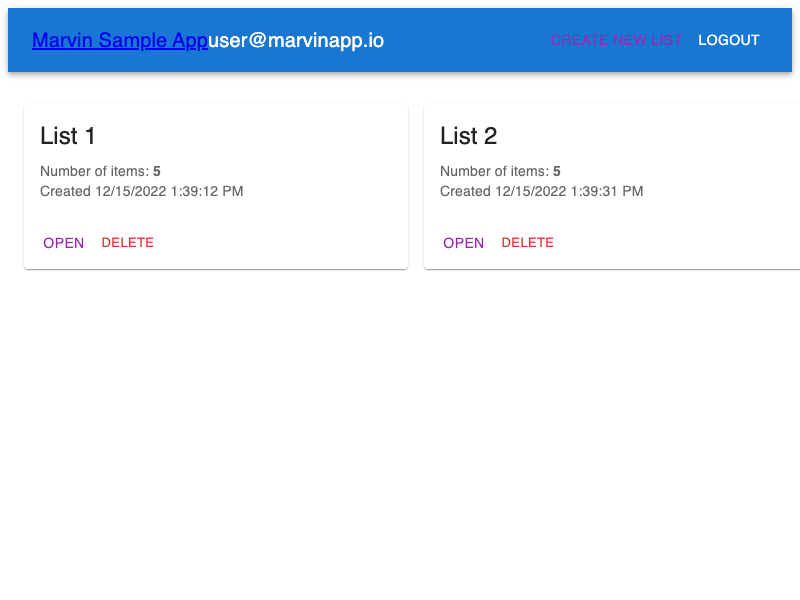 Marvin Sample Appuser@marvinapp.io CREATE NEW LIST LOGOUT
List 1
Number of items: 5
Created 12/15/2022 1:39:12 PM
OPEN DELETE
List 2
Number of items: 5
Created 12/15/2022 1:39:31 PM
OPEN DELETE